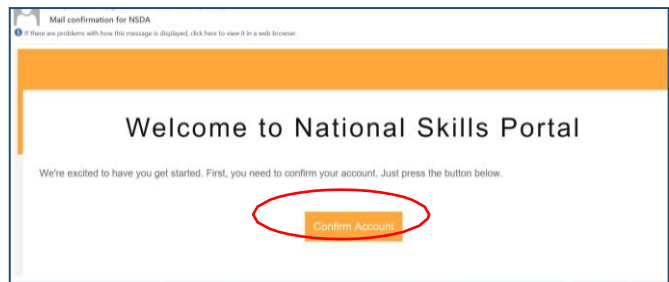 Mail confirmation for NSDA
If there are problems with how this message is displayed, click here to view it in a web browser.
Welcome to National Skills Portal
We're excited to have you get started. First, you need to confirm your account. Just press the button below.
Confirm Account